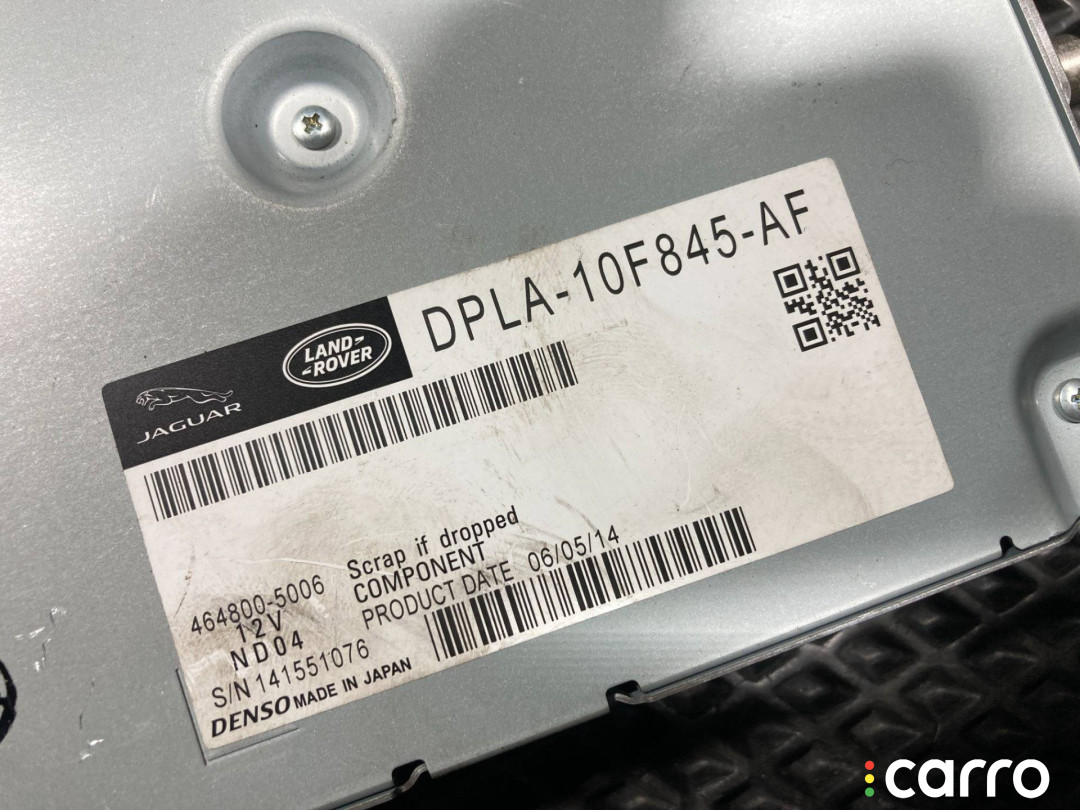 DPLA-10F845-AF
LAND-
-ROVER
JAGUAR
Scrap if dropped
COMPONENT
PRODUCT DATE 06/05/14
464800-5006
12V
ND04
S/N 141551076
DENSO MADE IN JAPAN
carro